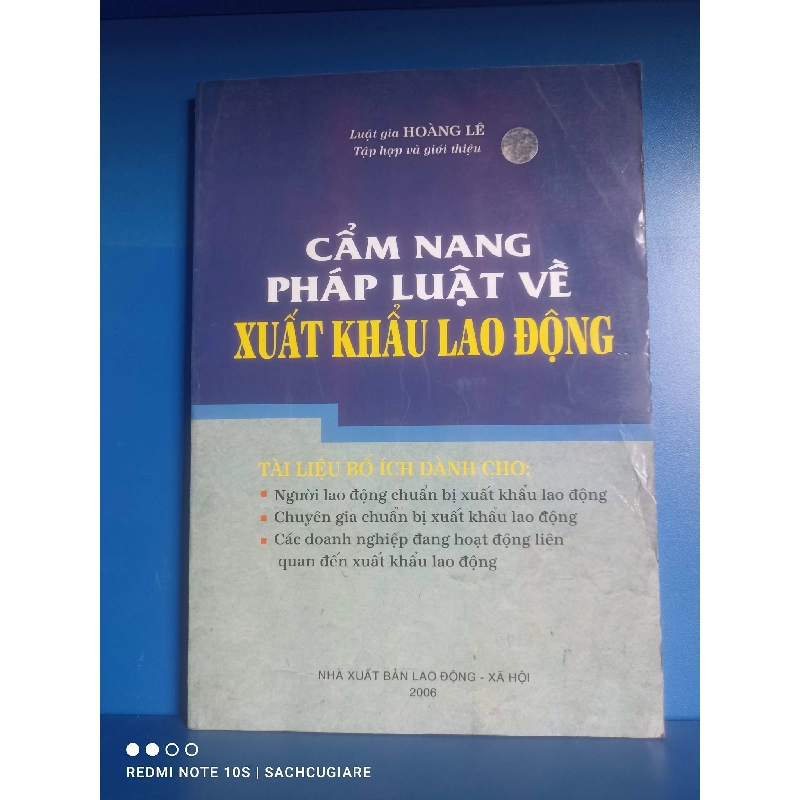 Luật gia HOÀNG LÊ
Tập hợp và giới thiệu
CẨM NANG
PHÁP LUẬT VỀ
XUẤT KHẨU LAO ĐỘNG
TÀI LIỆU BỔ ÍCH DÀNH CHO:
Người lao động chuẩn bị xuất khẩu lao động
Chuyên gia chuẩn bị xuất khẩu lao động
Các doanh nghiệp đang hoạt động liên
quan đến xuất khẩu lao động
NHÀ XUẤT BẢN LAO ĐỘNG - XÃ HỘI
2006
REDMI NOTE 10S | SACHCUGIARE